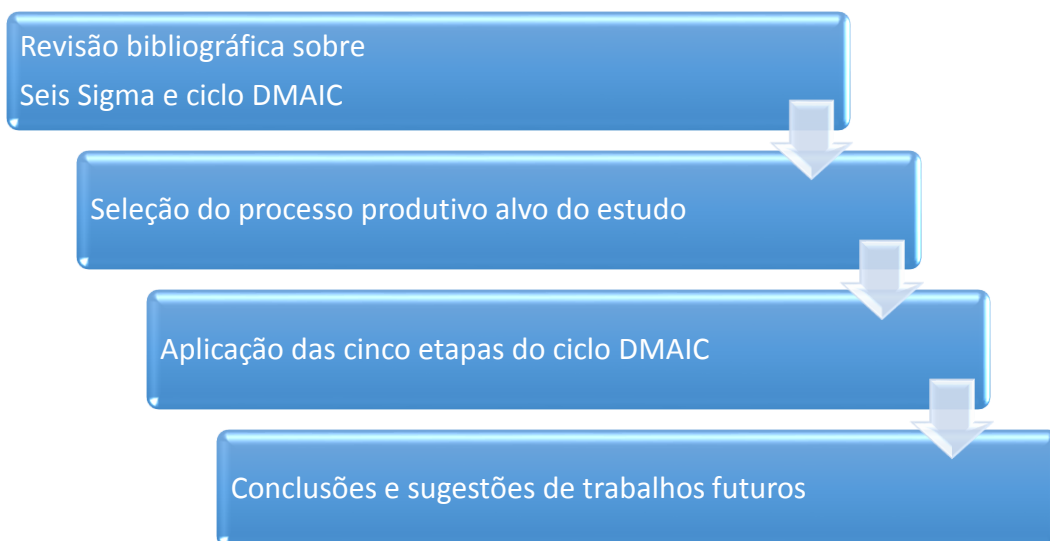 Revisão bibliográfica sobre
Seis Sigma e ciclo DMAIC
Seleção do processo produtivo alvo do estudo
Aplicação das cinco etapas do ciclo DMAIC
Conclusões e sugestões de trabalhos futuros